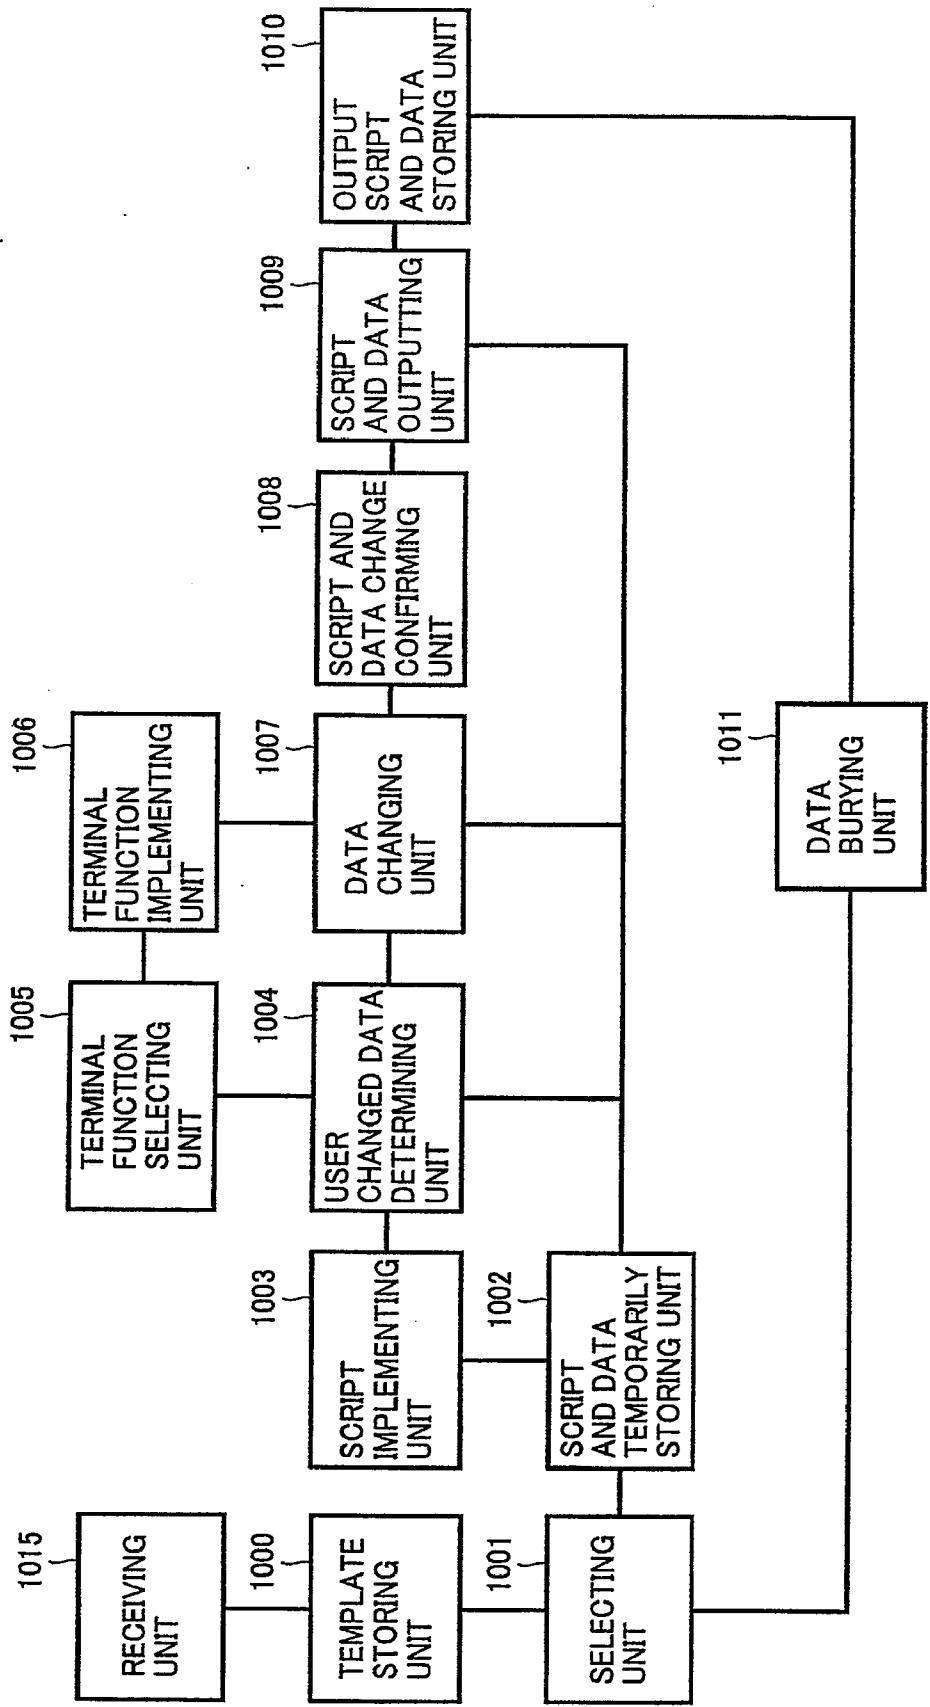 1015
RECEIVING
UNIT
1000
TEMPLATE
STORING
UNIT
1001
SELECTING
UNIT
1003
SCRIPT
IMPLEMENTING
UNIT
1002
SCRIPT
AND DATA
TEMPORARILY
STORING UNIT
1005
TERMINAL
FUNCTION
SELECTING
UNIT
1004
USER
CHANGED DATA
DETERMINING
UNIT
1006
TERMINAL
FUNCTION
IMPLEMENTING
UNIT
1007
DATA
CHANGING
UNIT
1008
SCRIPT AND
DATA CHANGE
CONFIRMING
UNIT
1009
SCRIPT
AND DATA
OUTPUTTING
UNIT
1010
OUTPUT
SCRIPT
AND DATA
STORING UNIT
1011
DATA
BURYING
UNIT